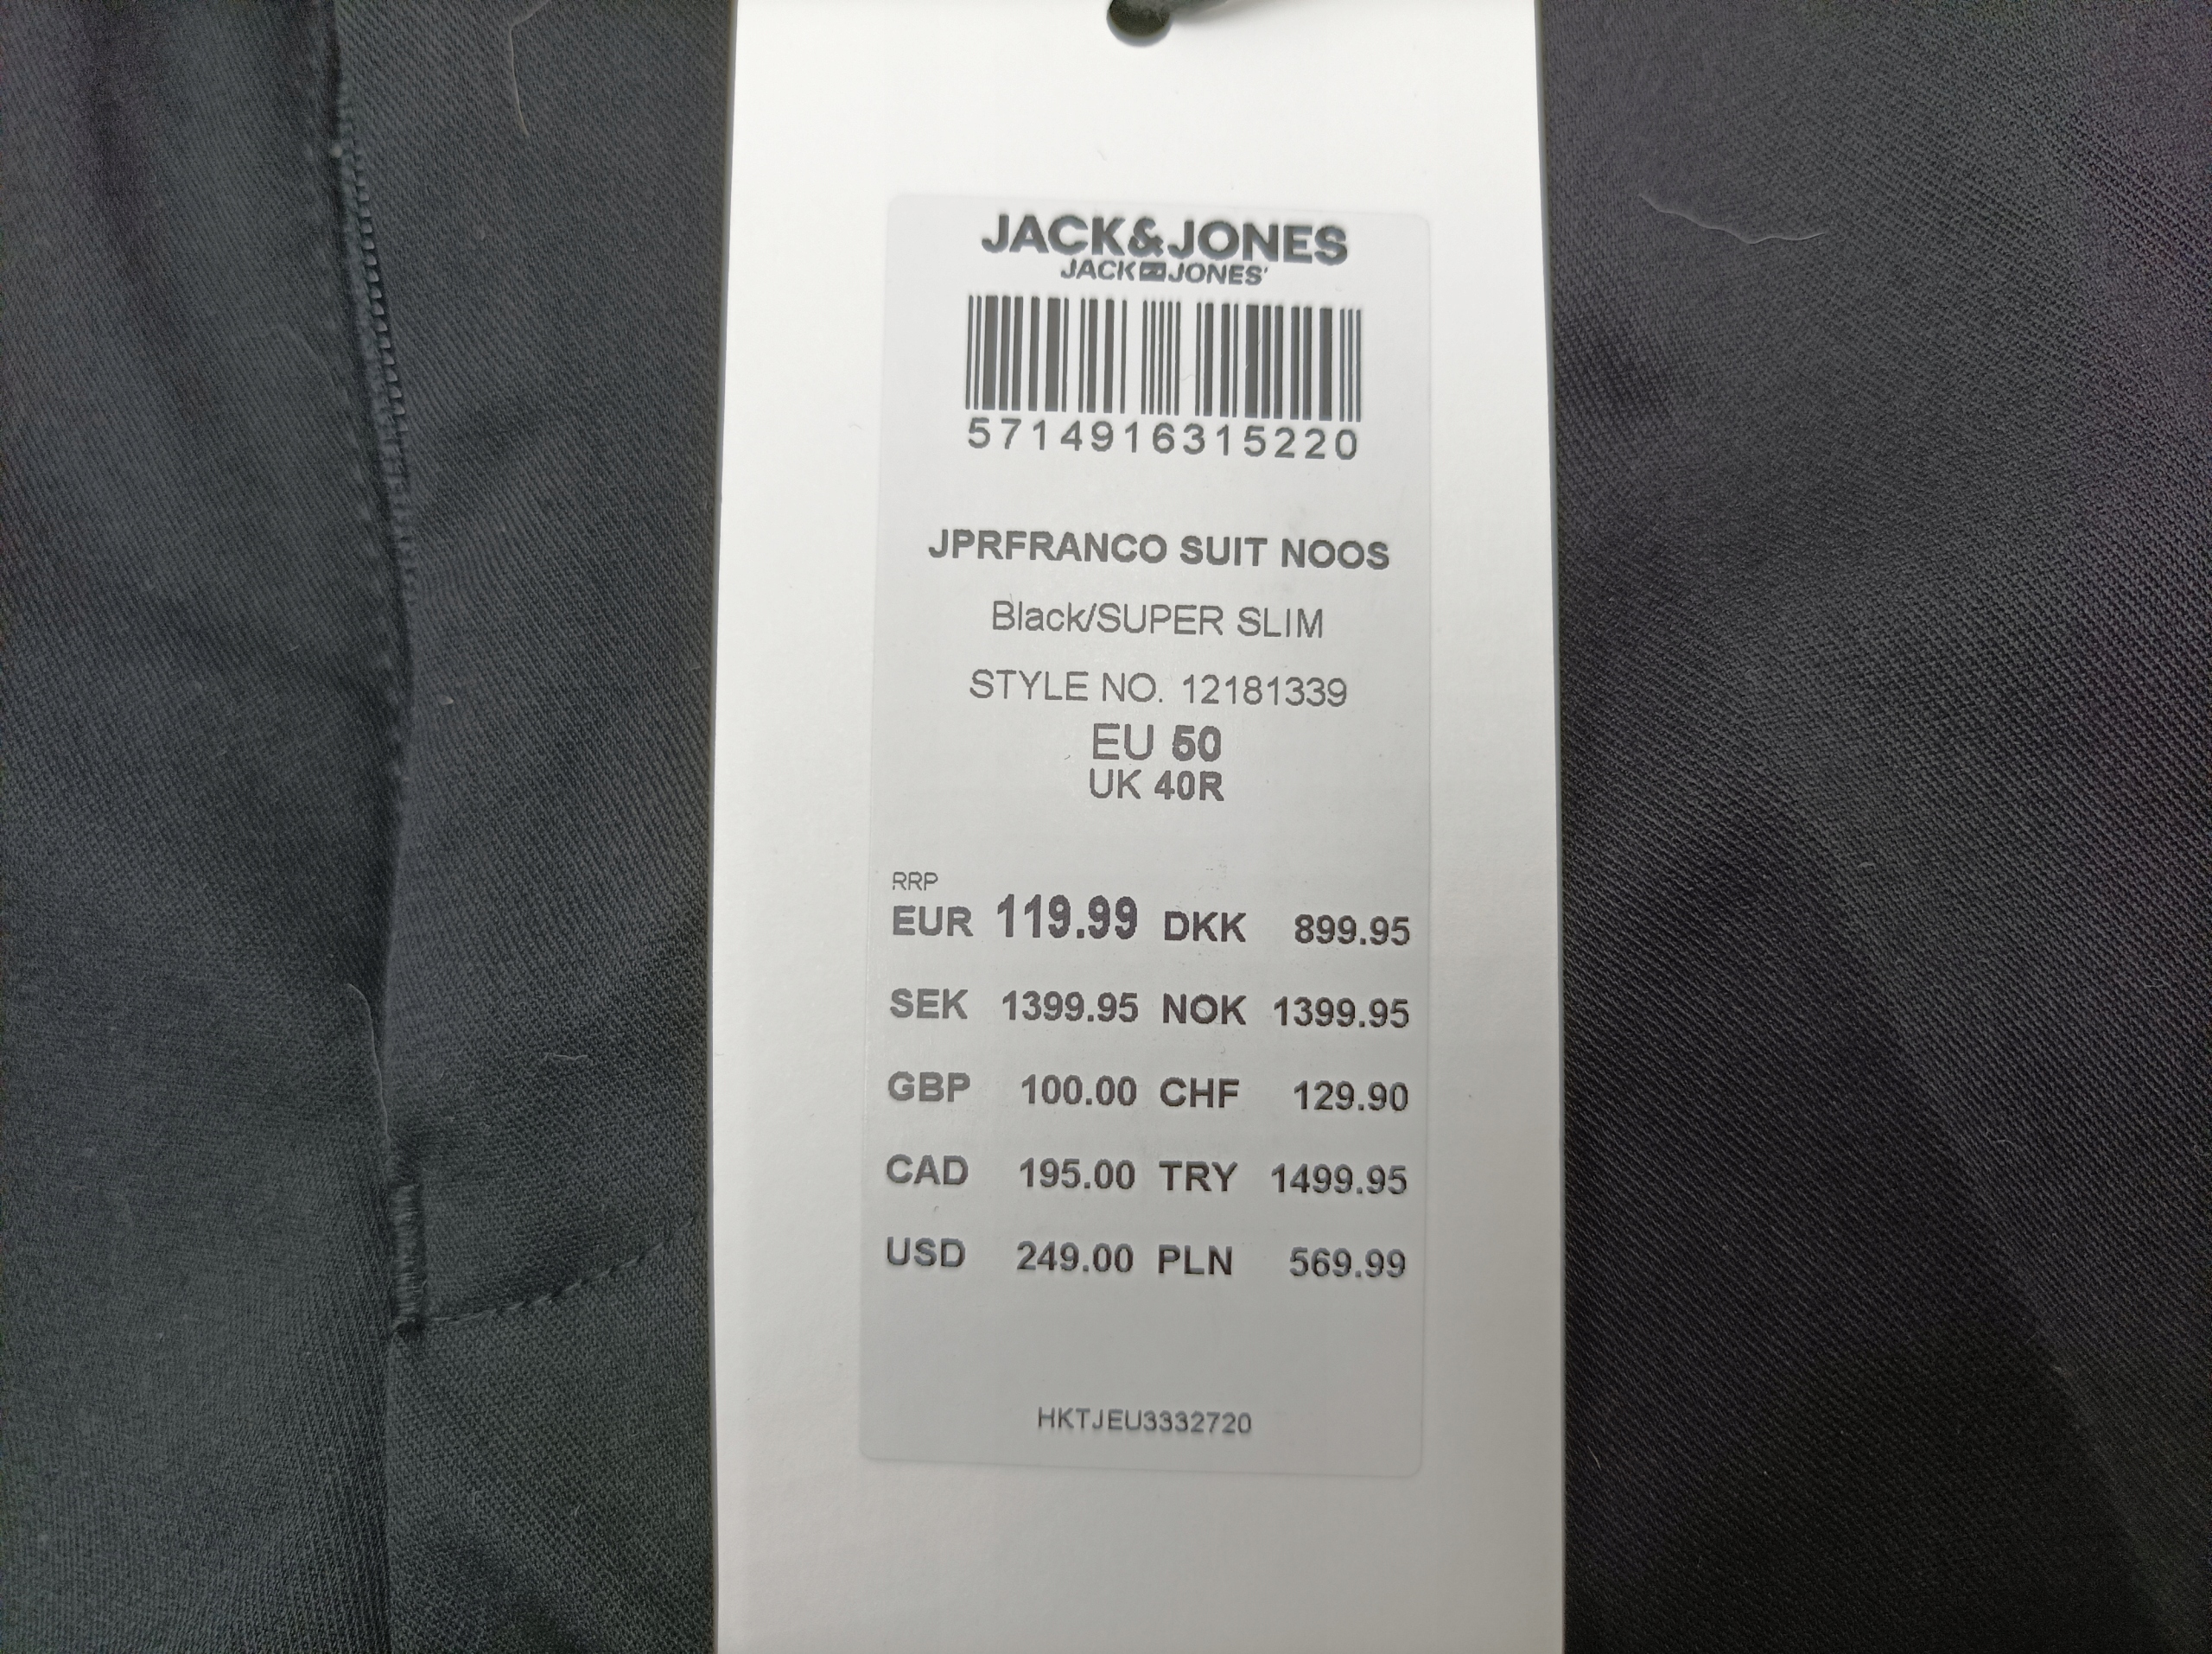 JACK&JONES
JACK JONES'
5714916315220
JPRFRANCO SUIT NOOS
Black/SUPER SLIM
STYLE NO. 12181339
EU 50
UK 40R
RRP
EUR 119.99 DKK 899.95
SEK 1399.95 NOK 1399.95
GBP 100.00 CHF 129.90
CAD 195.00 TRY 1499.95
USD 249.00 PLN 569.99
HKTJEU3332720